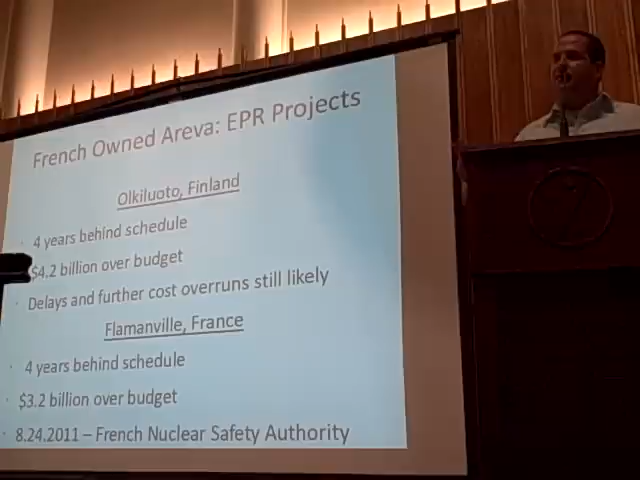 French Owned Areva: EPR Projects
Olkiluoto, Finland
· 4 years behind schedule
$4.2 billion over budget
· Delays and further cost overruns still likely
Flamanville, France
· 4 years behind schedule
· $3.2 billion over budget
· 8.24.2011 – French Nuclear Safety Authority